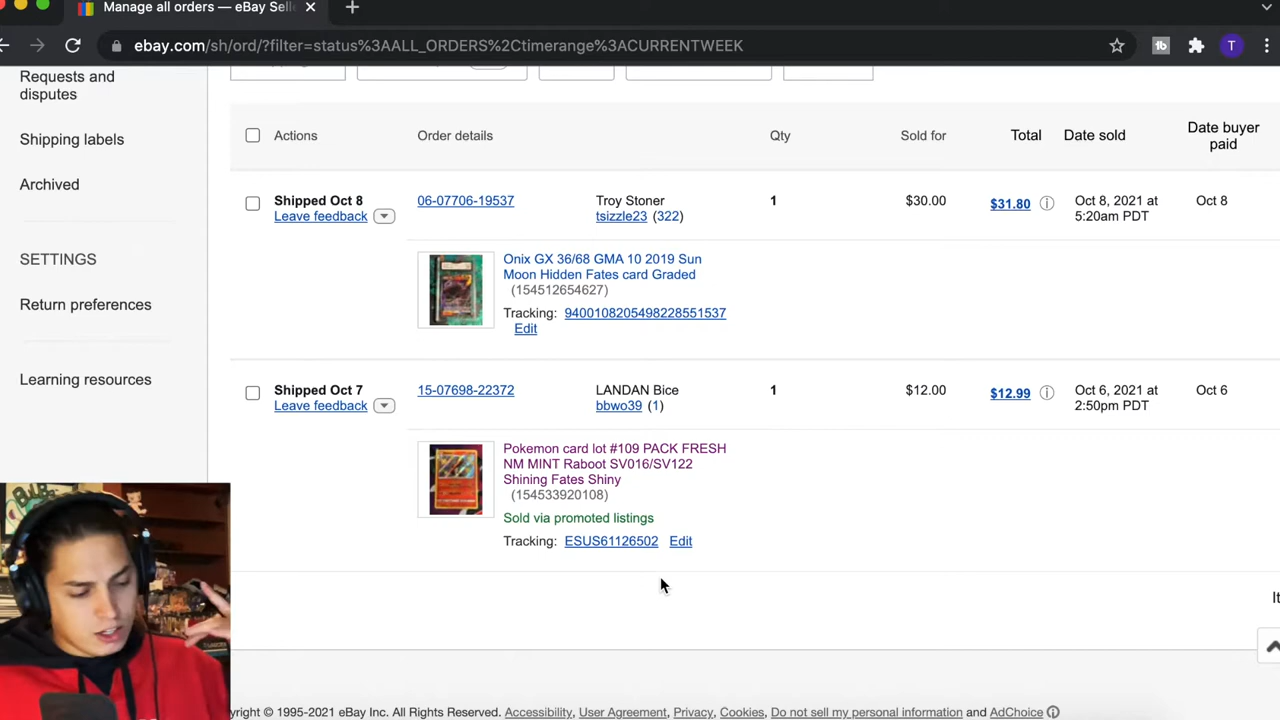 Manage all orders — eBay Sell
ebay.com/sh/ord/?filter=status%3AALL_ORDERS%2Ctimerange%3ACURRENTWEEK
tb
T
Requests and
disputes
Shipping labels
Archived
SETTINGS
Return preferences
Learning resources
Actions Order details Qty Sold for Total Date sold Date buyer
paid
Shipped Oct 8 06-07706-19537 Troy Stoner 1 $30.00 $31.80 Oct 8, 2021 at Oct 8
Leave feedback tsizzle23 (322) 5:20am PDT
Onix GX 36/68 GMA 10 2019 Sun
Moon Hidden Fates card Graded
(154512654627)
Tracking: 9400108205498228551537
Edit
Shipped Oct 7 15-07698-22372 LANDAN Bice 1 $12.00 $12.99 Oct 6, 2021 at Oct 6
Leave feedback bbwo39 (1) 2:50pm PDT
Pokemon card lot #109 PACK FRESH
NM MINT Raboot SV016/SV122
Shining Fates Shiny
(154533920108)
Sold via promoted listings
Tracking: ESUS61126502 Edit
It
yright © 1995-2021 eBay Inc. All Rights Reserved. Accessibility, User Agreement, Privacy, Cookies, Do not sell my personal information and AdChoice